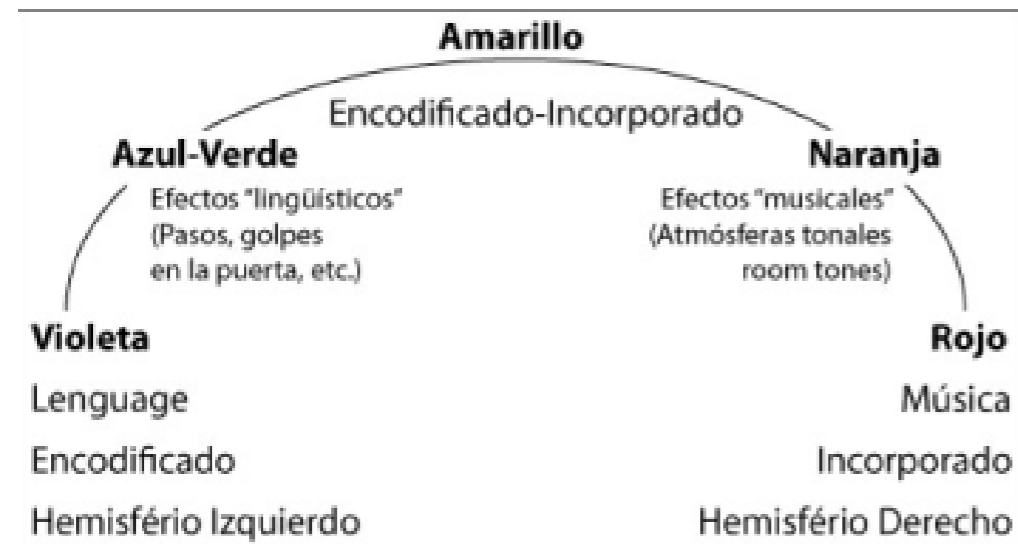 Amarillo
Encodificado-Incorporado
Azul-Verde
Naranja
Efectos "lingüísticos"
(Pasos, golpes
en la puerta, etc.)
Efectos "musicales"
(Atmósferas tonales
room tones)
Violeta
Rojo
Lenguage
Música
Encodificado
Incorporado
Hemisfério Izquierdo
Hemisfério Derecho